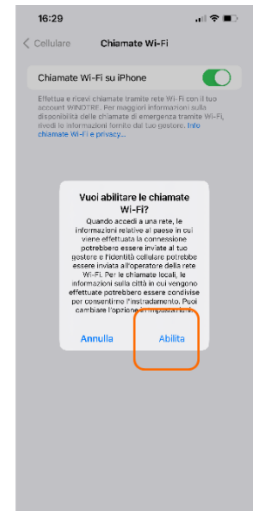 16:29
Cellulare
Chiamate Wi-Fi
Chiamate Wi-Fi su iPhone
Effettua e ricevi chiamate tramite rete Wi-Fi con il tuo
account WINDTRE. Per maggiori informazioni sulla
disponibilità delle chiamate di emergenza tramite Wi-Fi,
rivedi le informazioni fornite dal tuo gestore. Info
chiamate Wi-Fi e privacy...
Vuoi abilitare le chiamate
Wi-Fi?
Quando accedi a una rete, le
informazioni relative al paese in cui
viene effettuata la connessione
potrebbero essere inviate al tuo
gestore e l'identità cellulare potrebbe
essere inviata all'operatore della rete
Wi-Fi. Per le chiamate locali, le
informazioni sulla città in cui vengono
effettuate potrebbero essere condivise
per consentirne l'instradamento. Puoi
cambiare l'opzione in Impostazioni.
Annulla
Abilita